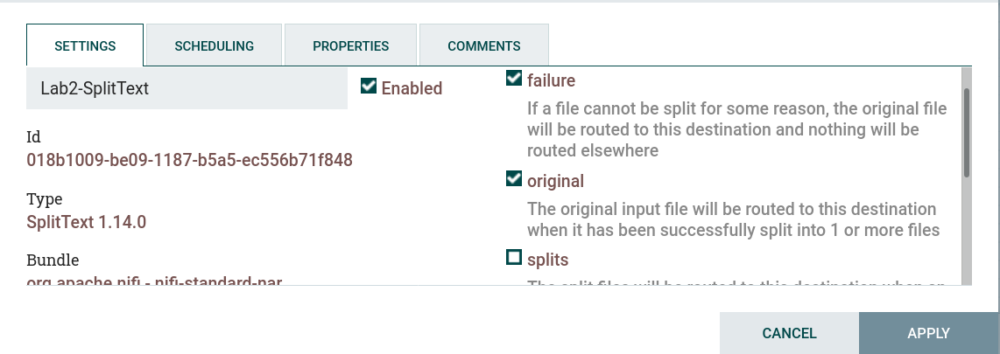 SETTINGS
SCHEDULING
PROPERTIES
COMMENTS
Lab2-SplitText
Enabled
Id
018b1009-be09-1187-b5a5-ec556b71f848
Type
SplitText 1.14.0
Bundle
org.apache.nifi - nifi-standard-nar
failure
If a file cannot be split for some reason, the original file
will be routed to this destination and nothing will be
routed elsewhere
original
The original input file will be routed to this destination
when it has been successfully split into 1 or more files
splits
The split files will be routed to this destination when an
CANCEL
APPLY